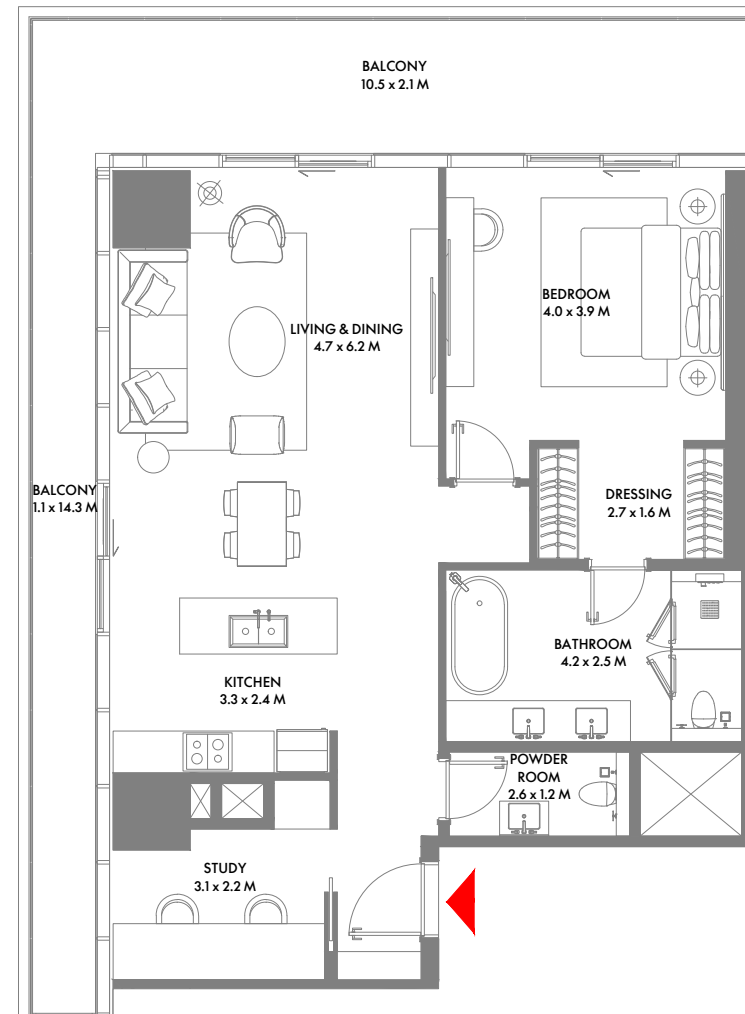 BALCONY
10.5 x 2.1 M
BEDROOM
4.0 x 3.9 M
LIVING & DINING
4.7 x 6.2 M
BALCONY
1.1 x 14.3 M
DRESSING
2.7 x 1.6 M
BATHROOM
4.2 x 2.5 M
KITCHEN
3.3 x 2.4 M
POWDER
ROOM
2.6 x 1.2 M
STUDY
3.1 x 2.2 M